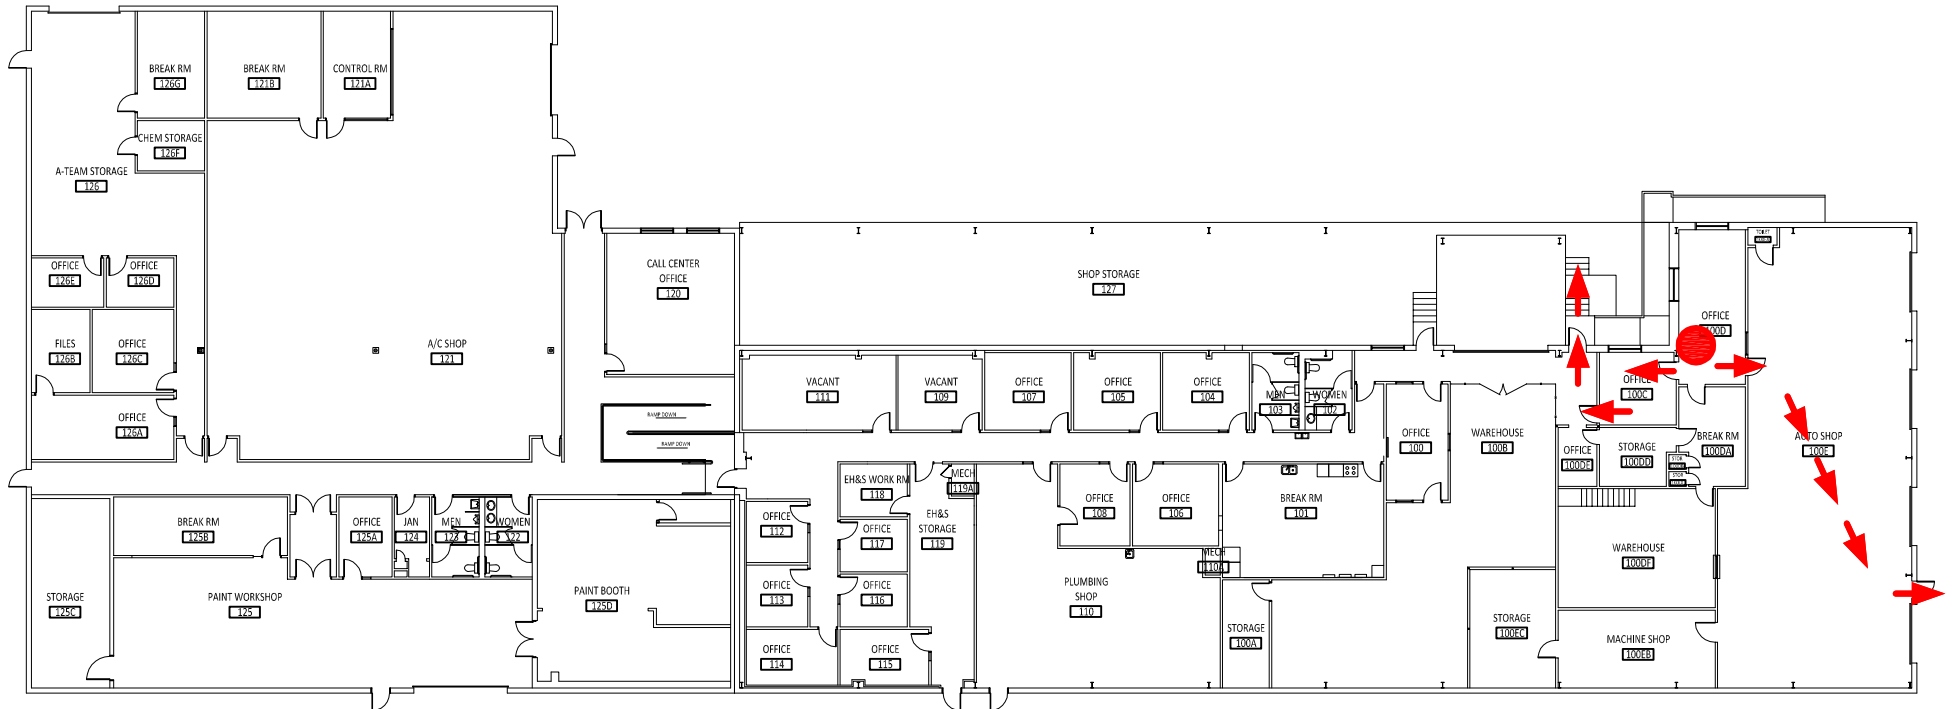 BREAK RM
126G
BREAK RM
121B
CONTROL RM
121A
CHEM STORAGE
126F
A-TEAM STORAGE
126
OFFICE
126E
OFFICE
126D
FILES
126B
OFFICE
126C
OFFICE
126A
A/C SHOP
121
CALL CENTER
OFFICE
120
RAMP DOWN
RAMP DOWN
SHOP STORAGE
127
TOILET
OFFICE
100D
OFFICE
100C
VACANT
111
VACANT
109
OFFICE
107
OFFICE
105
OFFICE
104
MEN
103
WOMEN
102
OFFICE
100
WAREHOUSE
100B
OFFICE
100DE
STORAGE
100DD
BREAK RM
100DA
STOR
STOR
AUTO SHOP
100E
EH&S WORK RM
118
MECH
119A
EH&S
STORAGE
119
OFFICE
108
OFFICE
106
BREAK RM
101
MECH
110A
PLUMBING
SHOP
110
OFFICE
112
OFFICE
117
OFFICE
113
OFFICE
116
OFFICE
114
OFFICE
115
STORAGE
100A
STORAGE
100EC
WAREHOUSE
100DF
MACHINE SHOP
100EB
BREAK RM
125B
OFFICE
125A
JAN
124
MEN
123
WOMEN
122
STORAGE
125C
PAINT WORKSHOP
125
PAINT BOOTH
125D